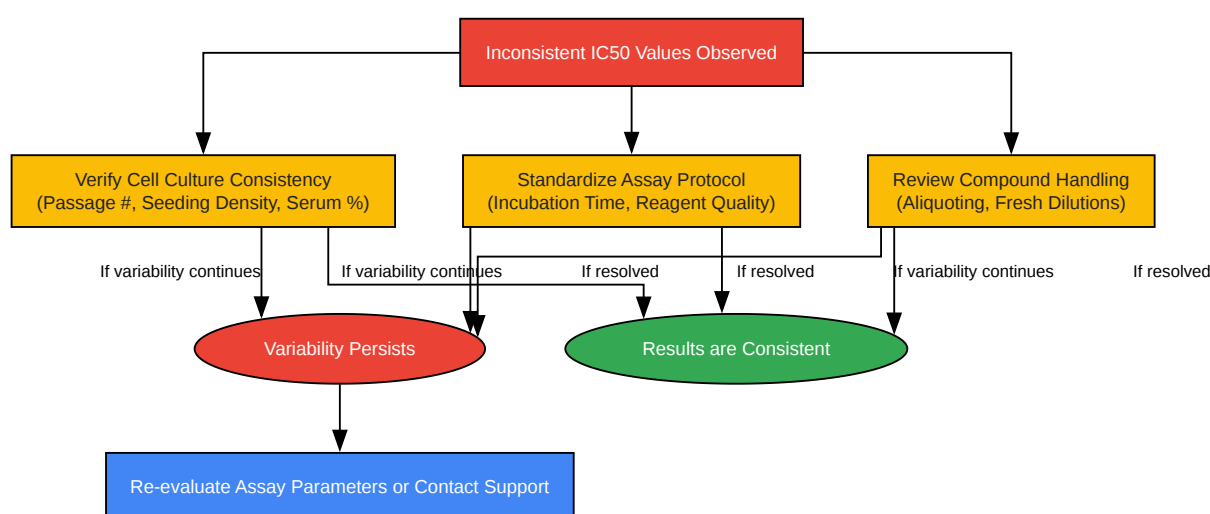 Inconsistent IC50 Values Observed
Verify Cell Culture Consistency
(Passage #, Seeding Density, Serum %)
Standardize Assay Protocol
(Incubation Time, Reagent Quality)
Review Compound Handling
(Aliquoting, Fresh Dilutions)
If variability continues
If variability continues
If resolved
If resolved
If variability continues
If resolved
Variability Persists
Results are Consistent
Re-evaluate Assay Parameters or Contact Support